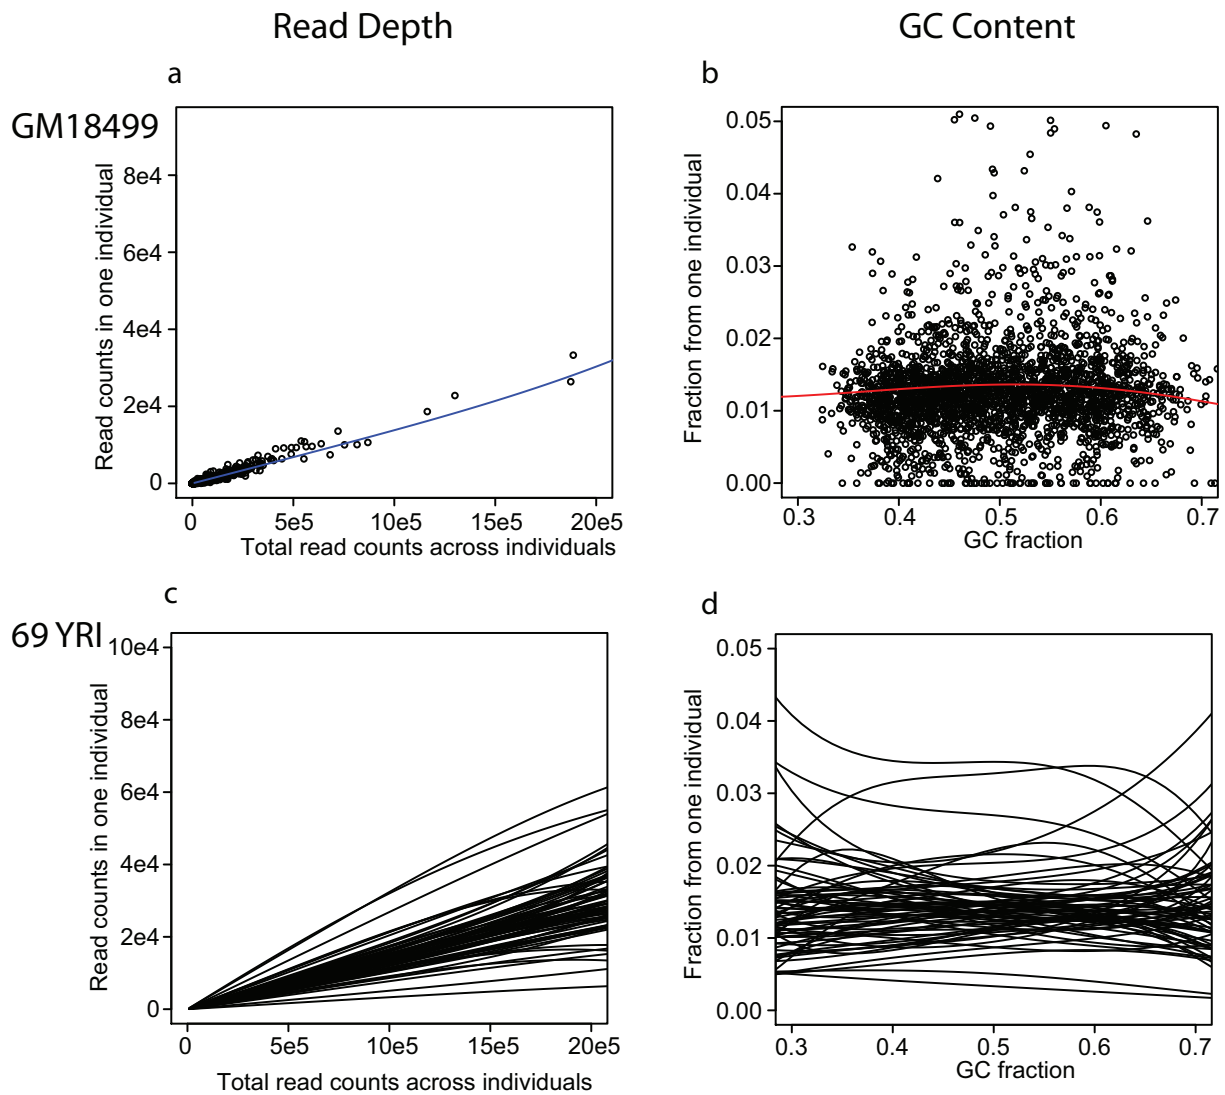 Read Depth
GC Content
a
b
GM18499
Read counts in one individual
8e4
6e4
4e4
2e4
0
0
5e5
10e5
15e5
20e5
Total read counts across individuals
Fraction from one individual
0.05
0.04
0.03
0.02
0.01
0.00
0.3
0.4
0.5
0.6
0.7
GC fraction
c
d
69 YRI
Read counts in one individual
10e4
8e4
6e4
4e4
2e4
0
0
5e5
10e5
15e5
20e5
Total read counts across individuals
Fraction from one individual
0.05
0.04
0.03
0.02
0.01
0.00
0.3
0.4
0.5
0.6
0.7
GC fraction